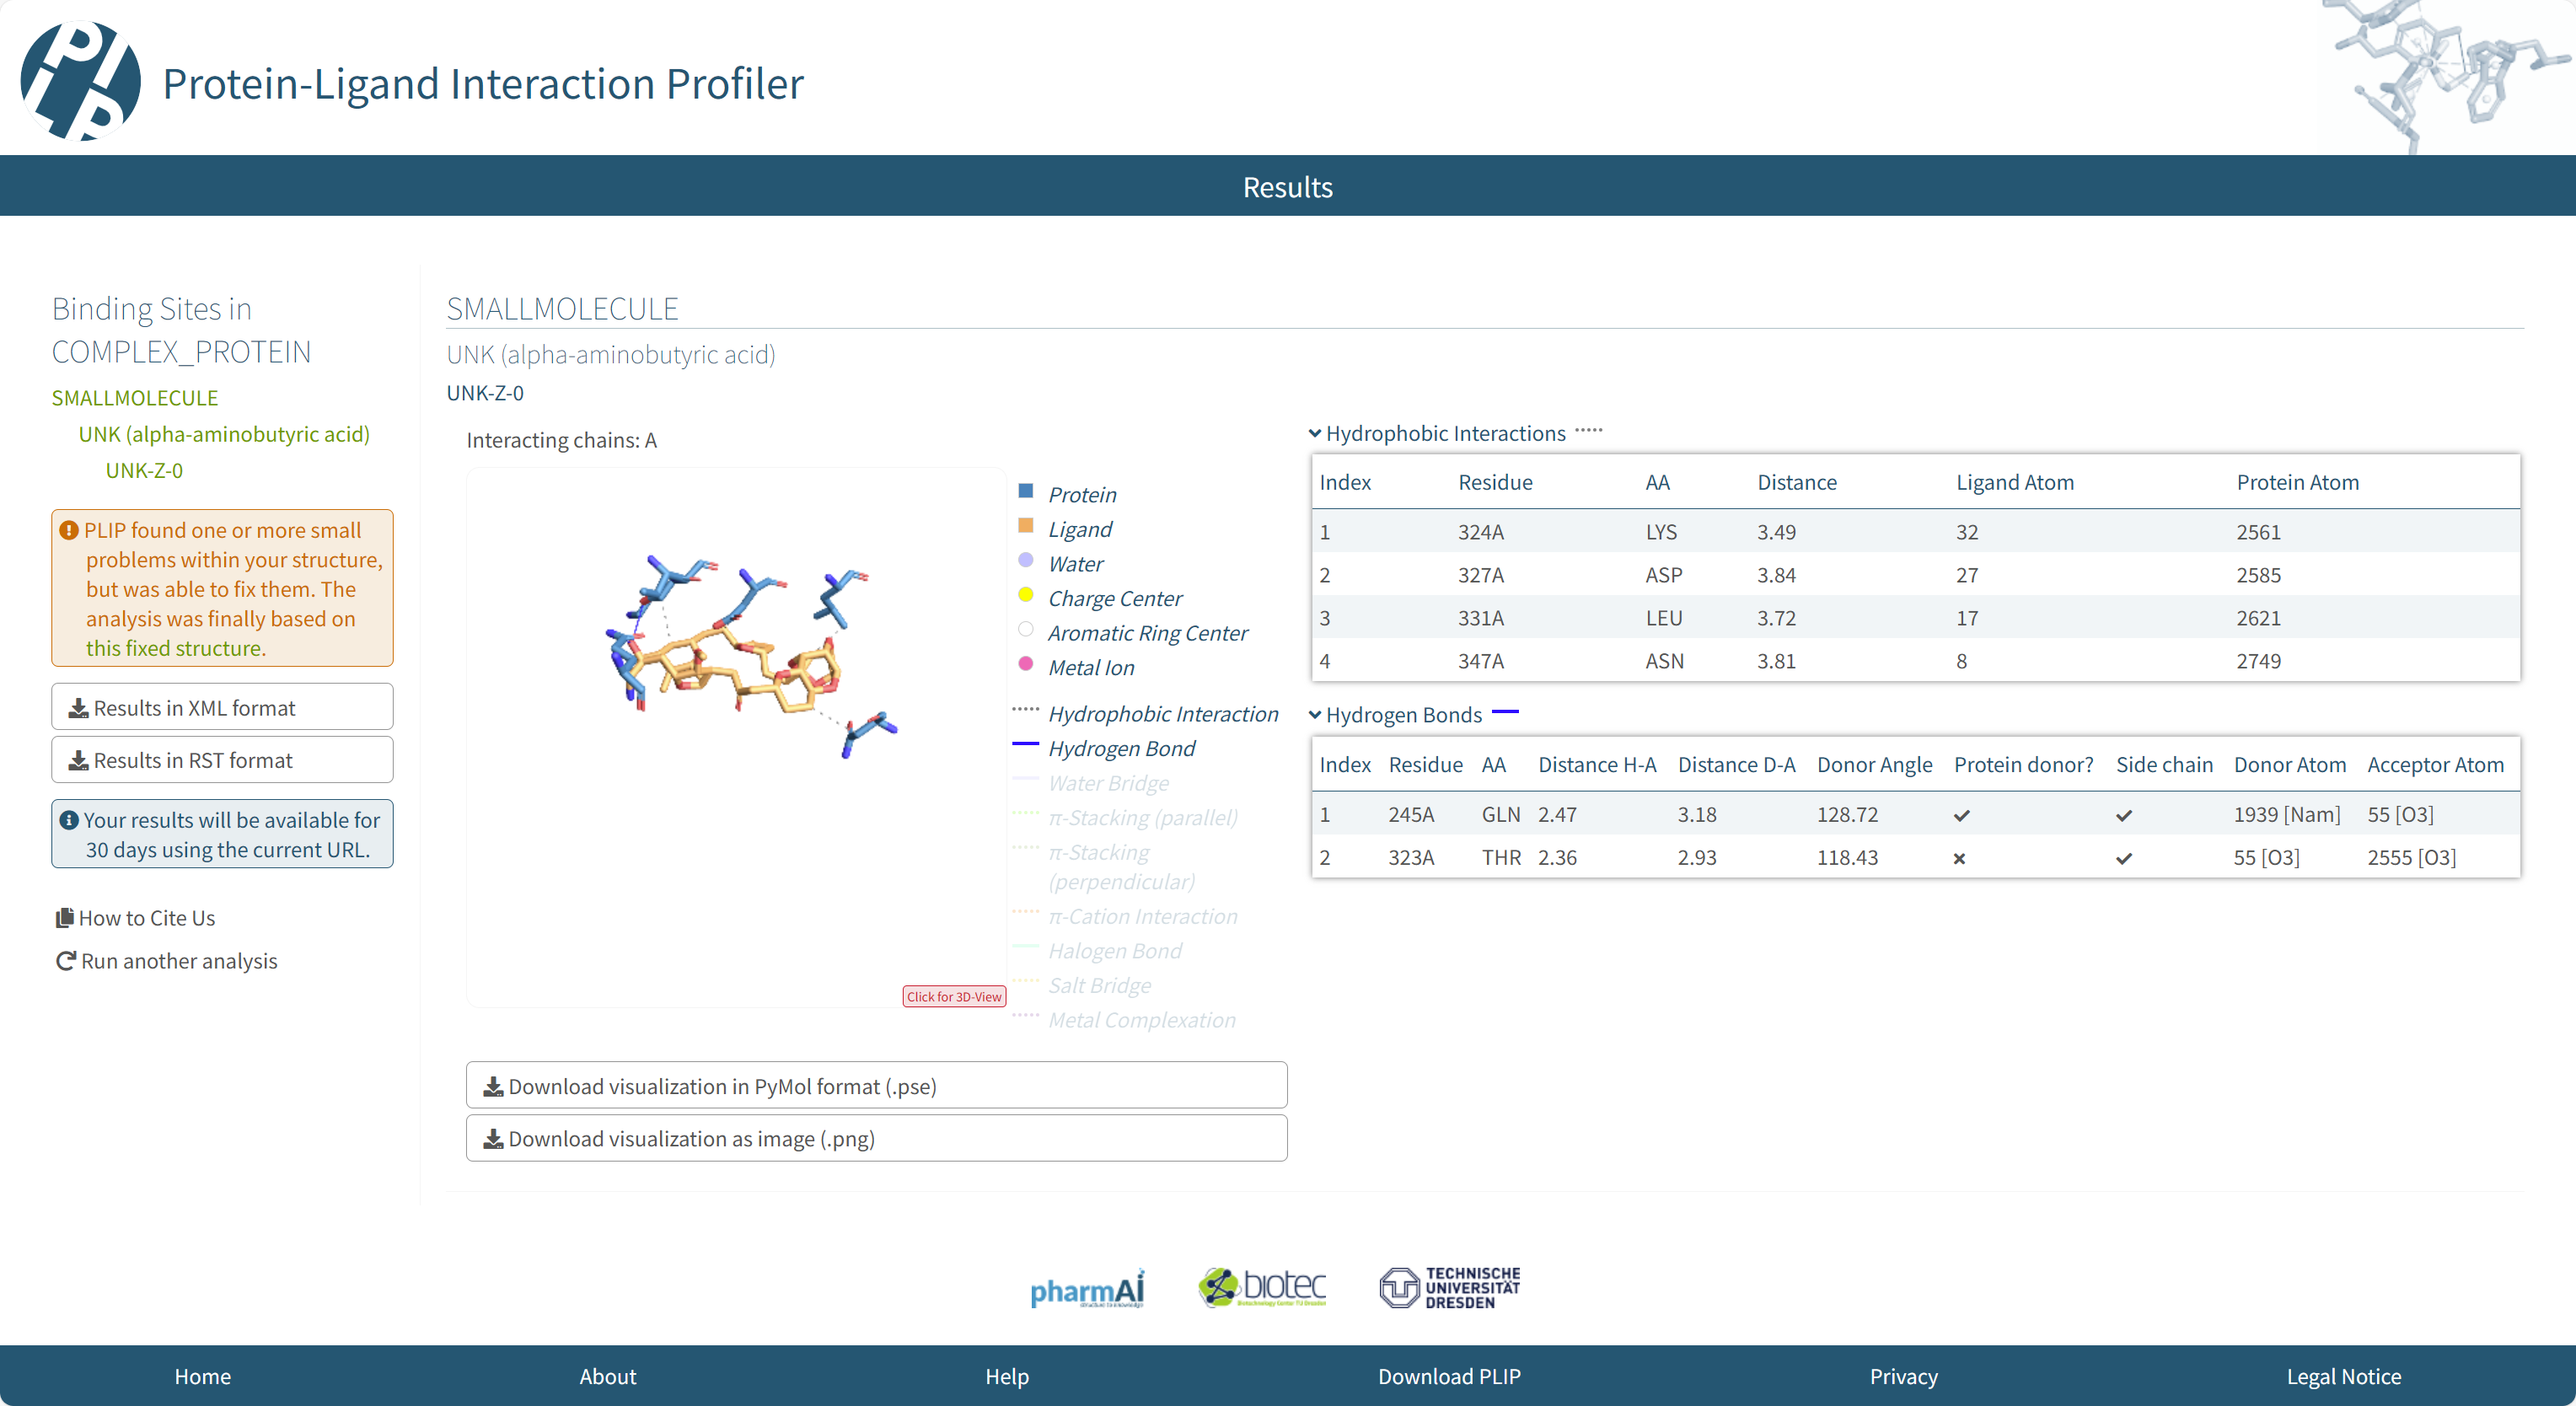 PLIP
Protein-Ligand Interaction Profiler
Results
Binding Sites in
COMPLEX_PROTEIN
SMALLMOLECULE
UNK (alpha-aminobutyric acid)
UNK-Z-0
PLIP found one or more small
problems within your structure,
but was able to fix them. The
analysis was finally based on
this fixed structure.
Results in XML format
Results in RST format
Your results will be available for
30 days using the current URL.
How to Cite Us
Run another analysis
SMALLMOLECULE
UNK (alpha-aminobutyric acid)
UNK-Z-0
Interacting chains: A
Click for 3D-View
Protein
Ligand
Water
Charge Center
Aromatic Ring Center
Metal Ion
Hydrophobic Interaction
Hydrogen Bond
Water Bridge
π-Stacking (parallel)
π-Stacking
(perpendicular)
π-Cation Interaction
Halogen Bond
Salt Bridge
Metal Complexation
Download visualization in PyMol format (.pse)
Download visualization as image (.png)
Hydrophobic Interactions
Index Residue AA Distance Ligand Atom Protein Atom
1 324A LYS 3.49 32 2561
2 327A ASP 3.84 27 2585
3 331A LEU 3.72 17 2621
4 347A ASN 3.81 8 2749
Hydrogen Bonds
Index Residue AA Distance H-A Distance D-A Donor Angle Protein donor? Side chain Donor Atom Acceptor Atom
1 245A GLN 2.47 3.18 128.72 ✔ ✔ 1939 [Nam] 55 [O3]
2 323A THR 2.36 2.93 118.43 ✖ ✔ 55 [O3] 2555 [O3]
pharmAI
structure to knowledge
biotec
Biotechnology Center TU Dresden
TECHNISCHE
UNIVERSITÄT
DRESDEN
Home About Help Download PLIP Privacy Legal Notice